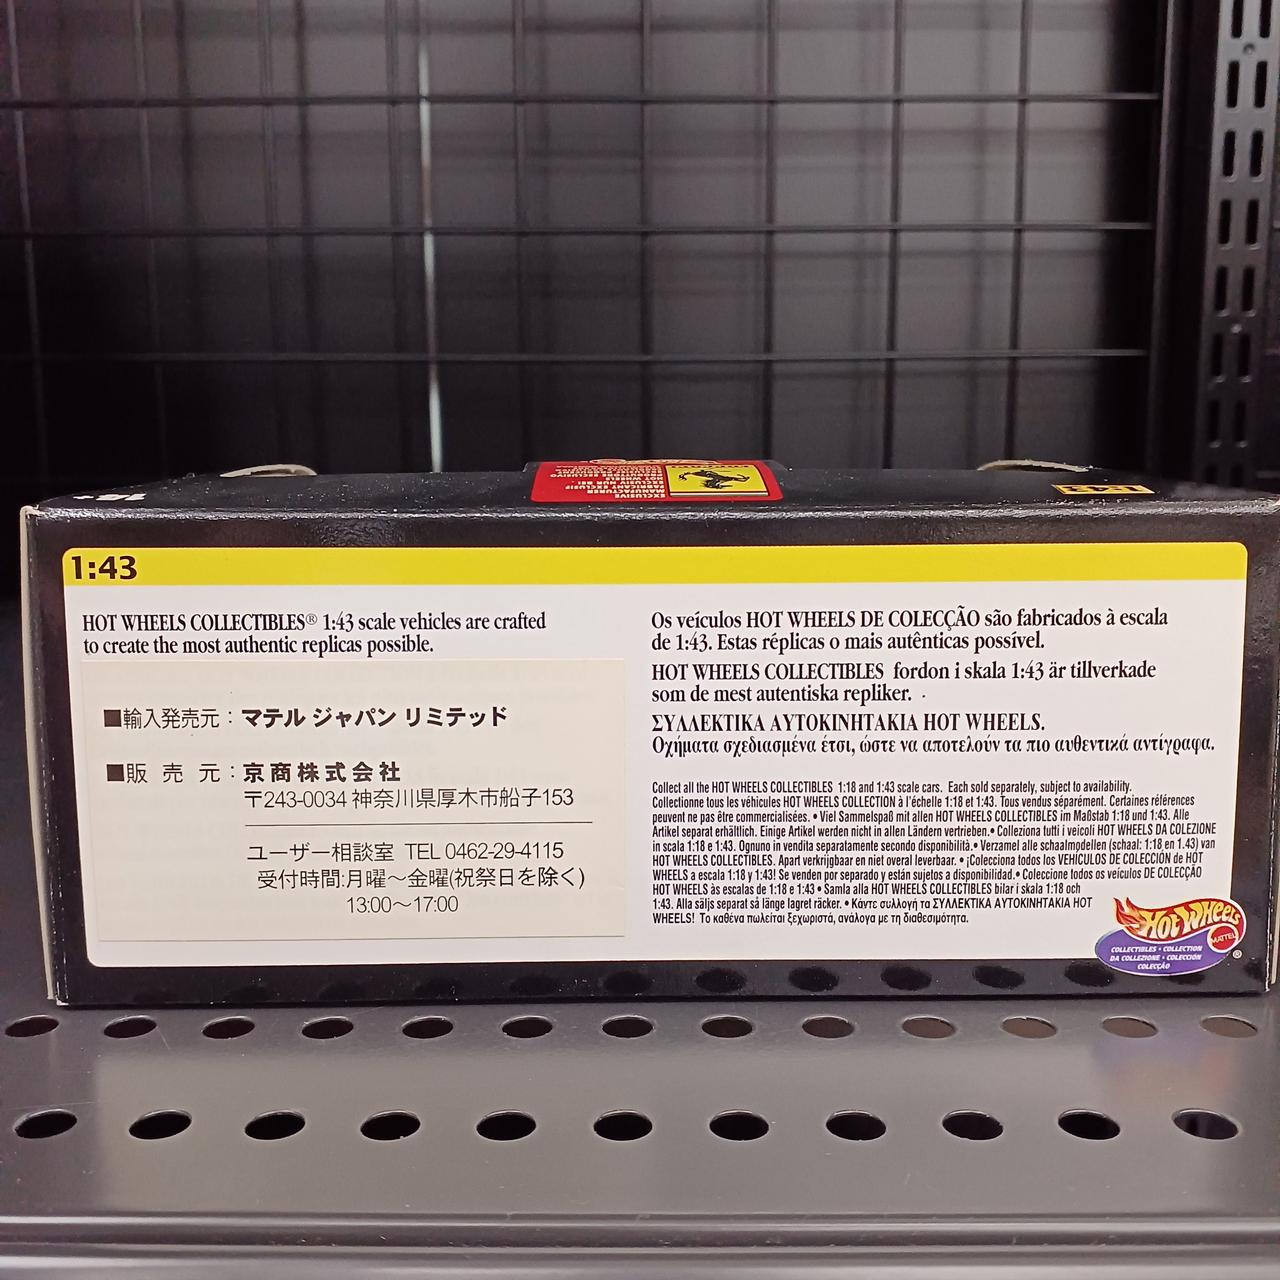 EXCLUSIVE
MANUFACTURER
FABRICANT EXCLUSIF
EXCLUSIV NUR BEI
HOT WHEELS
1:43
1:43
HOT WHEELS COLLECTIBLES® 1:43 scale vehicles are crafted
to create the most authentic replicas possible.
■輸入発売元：マテル ジャパン リミテッド
■販 売 元：京商株式会社
〒243-0034 神奈川県厚木市船子153
ユーザー相談室 TEL 0462-29-4115
受付時間:月曜～金曜(祝祭日を除く)
13:00～17:00
Os veículos HOT WHEELS DE COLECÇÃO são fabricados à escala
de 1:43. Estas réplicas o mais autênticas possível.
HOT WHEELS COLLECTIBLES fordon i skala 1:43 är tillverkade
som de mest autentiska repliker.
ΣΥΛΛΕΚΤΙΚΑ ΑΥΤΟΚΙΝΗΤΑΚΙΑ HOT WHEELS.
Οχήματα σχεδιασμένα έτσι, ώστε να αποτελούν τα πιο αυθεντικά αντίγραφα.
Collect all the HOT WHEELS COLLECTIBLES 1:18 and 1:43 scale cars. Each sold separately, subject to availability.
Collectionne tous les véhicules HOT WHEELS COLLECTION à l'échelle 1:18 et 1:43. Tous vendus séparément. Certaines références
peuvent ne pas être commercialisées. • Viel Sammelspaß mit allen HOT WHEELS COLLECTIBLES im Maßstab 1:18 und 1:43. Alle
Artikel separat erhältlich. Einige Artikel werden nicht in allen Ländern vertrieben.• Colleziona tutti i veicoli HOT WHEELS DA COLEZIONE
in scala 1:18 e 1:43. Ognuno in vendita separatamente secondo disponibilità.• Verzamel alle schaalmodellen (schaal: 1:18 en 1.43) van
HOT WHEELS COLLECTIBLES. Apart verkrijgbaar en niet overal leverbaar. • ¡Colecciona todos los VEHICULOS DE COLECCIÓN de HOT
WHEELS a escala 1:18 y 1:43! Se venden por separado y están sujetos a disponibilidad.• Coleccione todos os veículos DE COLECÇÃO
HOT WHEELS às escalas de 1:18 e 1:43 • Samla alla HOT WHEELS COLLECTIBLES bilar i skala 1:18 och
1:43. Alla säljs separat så länge lagret räcker. • Κάντε συλλογή τα ΣΥΛΛΕΚΤΙΚΑ ΑΥΤΟΚΙΝΗΤΑΚΙΑ HOT
WHEELS! Το καθένα πωλείται ξεχωριστά, ανάλογα με τη διαθεσιμότητα.
Hot Wheels
MATTEL
COLLECTIBLES • COLLECTION
DA COLLEZIONE • COLECCIÓN
COLECÇÃO
®